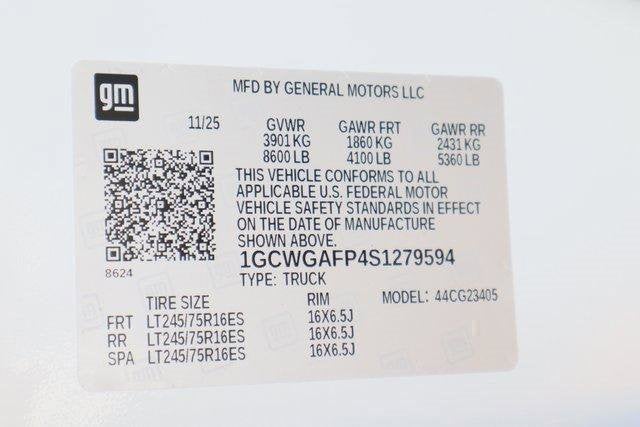 gm
MFD BY GENERAL MOTORS LLC
11/25 GVWR GAWR FRT GAWR RR
3901 KG 1860 KG 2431 KG
8600 LB 4100 LB 5360 LB
THIS VEHICLE CONFORMS TO ALL
APPLICABLE U.S. FEDERAL MOTOR
VEHICLE SAFETY STANDARDS IN EFFECT
ON THE DATE OF MANUFACTURE
SHOWN ABOVE.
1GCWGAFP4S1279594
8624
TYPE: TRUCK
TIRE SIZE RIM MODEL: 44CG23405
FRT LT245/75R16ES 16X6.5J
RR LT245/75R16ES 16X6.5J
SPA LT245/75R16ES 16X6.5J